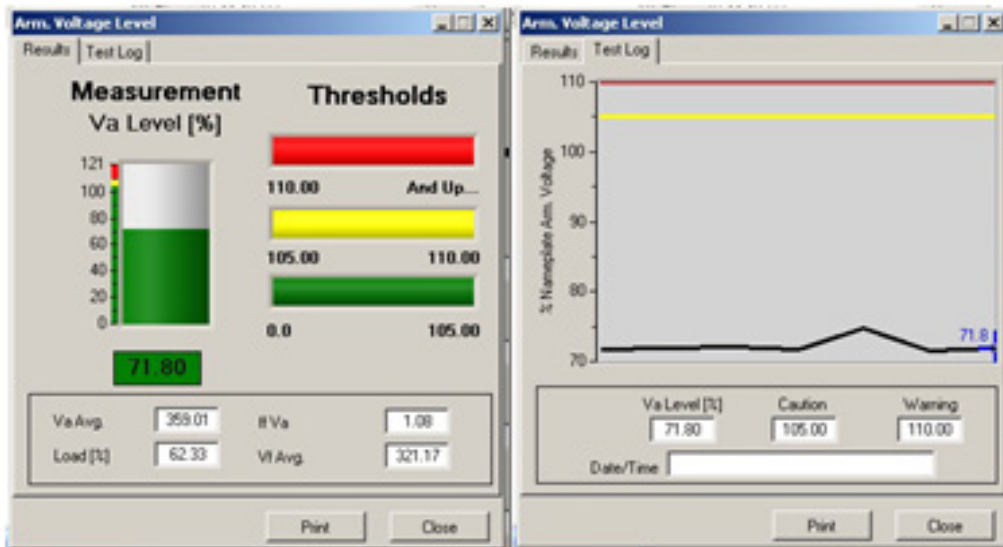 Arm. Voltage Level
Results Test Log
Measurement
Va Level [%]
121
100
80
60
40
20
0
71.80
Thresholds
110.00 And Up...
105.00 110.00
0.0 105.00
Va Avg. 359.01 ff Va 1.08
Load [%] 62.33 Vf Avg. 321.17
Print Close
Arm. Voltage Level
Results Test Log
% Nameplate Arm. Voltage
110
100
90
80
70
71.8
Va Level [%] Caution Warning
71.80 105.00 110.00
Date/Time
Print Close